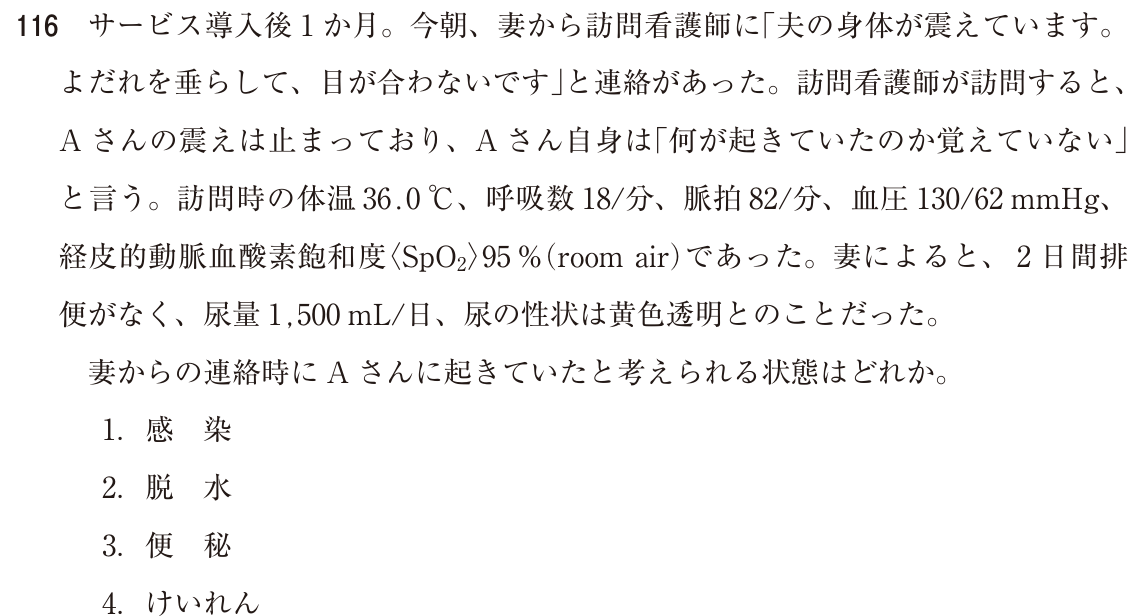 116 サービス導入後1か月。今朝、妻から訪問看護師に「夫の身体が震えています。
よだれを垂らして、目が合わないです」と連絡があった。訪問看護師が訪問すると、
Aさんの震えは止まっており、Aさん自身は「何が起きていたのか覚えていない」
と言う。訪問時の体温36.0℃、呼吸数18/分、脈拍82/分、血圧130/62 mmHg、
経皮的動脈血酸素飽和度〈SpO₂〉95%(room air)であった。妻によると、2日間排
便がなく、尿量1,500 mL/日、尿の性状は黄色透明とのことだった。
妻からの連絡時にAさんに起きていたと考えられる状態はどれか。
1. 感 染
2. 脱 水
3. 便 秘
4. けいれん